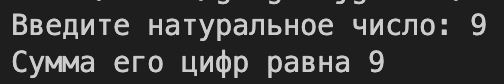 Введите натуральное число: 9
Сумма его цифр равна 9